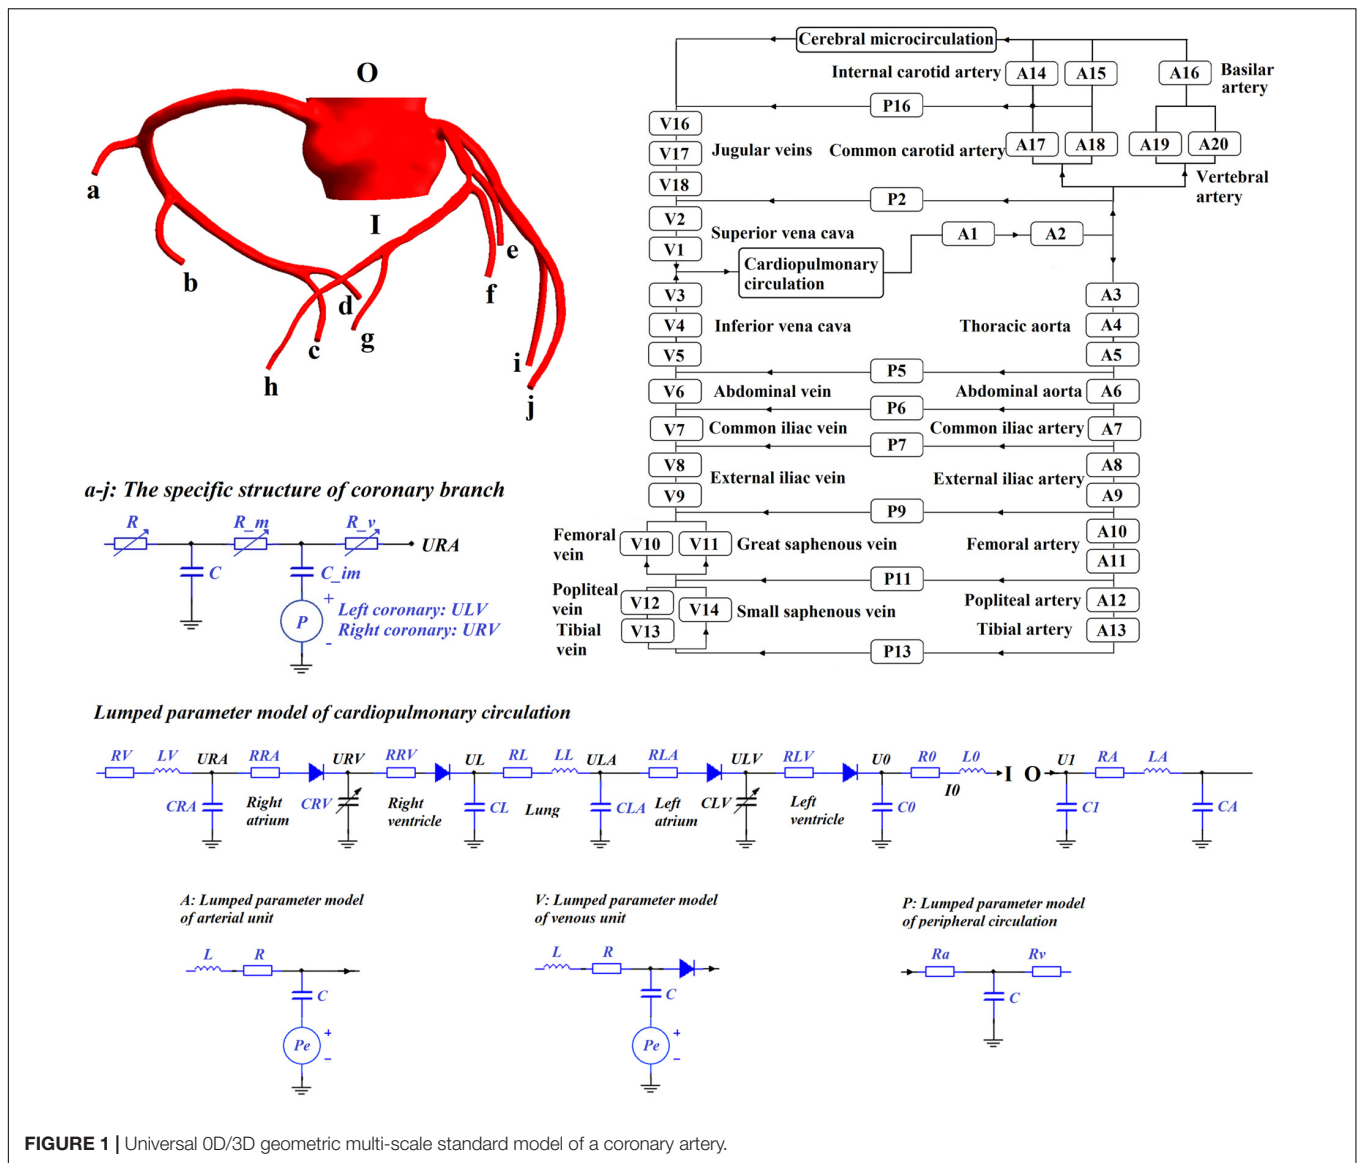 O
I
a
b
c
d
e
f
g
h
i
j
Cerebral microcirculation
Internal carotid artery
A14
A15
A16
Basilar
artery
P16
V16
V17
Jugular veins
Common carotid artery
A17
A18
A19
A20
V18
P2
Vertebral
artery
V2
V1
Superior vena cava
A1
A2
Cardiopulmonary
circulation
V3
A3
V4
Inferior vena cava
Thoracic aorta
A4
V5
A5
P5
V6
Abdominal vein
Abdominal aorta
A6
P6
V7
Common iliac vein
Common iliac artery
A7
P7
V8
A8
External iliac vein
External iliac artery
V9
A9
P9
Femoral
vein
V10
V11
Great saphenous vein
Femoral artery
A10
A11
P11
Popliteal
vein
V12
V14
Small saphenous vein
Popliteal artery
A12
Tibial
vein
V13
Tibial artery
A13
P13
a-j: The specific structure of coronary branch
R
R_m
R_v
URA
C
C_im
P
+
-
Left coronary: ULV
Right coronary: URV
Lumped parameter model of cardiopulmonary circulation
RV LV URA RRA URV RRV UL RL LL ULA RLA ULV RLV U0 R0 L0 I O U1 RA LA
I0
CRA Right
atrium
CRV Right
ventricle
CL Lung CLA Left
atrium
CLV Left
ventricle
C0 C1 CA
A: Lumped parameter model
of arterial unit
L R
C
Pe
+
-
V: Lumped parameter model
of venous unit
L R
C
Pe
+
-
P: Lumped parameter model
of peripheral circulation
Ra Rv
C
FIGURE 1 | Universal 0D/3D geometric multi-scale standard model of a coronary artery.